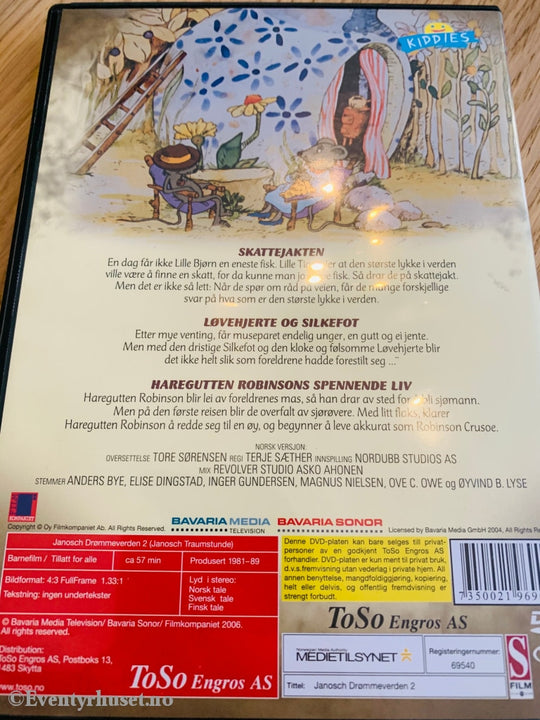 KIDDIES
SKATTEJAKTEN
En dag får ikke Lille Bjørn en eneste fisk. Lille at den største lykke i verden
ville være å finne en skatt, for da kunne man fisk. Så drar de på skattejakt.
Men det er ikke så lett: Når de spør om råd på veien, får de mange forskjellige
svar på hva som er den største lykke i verden.
LØVEHJERTE OG SILKEFOT
Etter mye venting, får museparet endelig unger, en gutt og ei jente.
Men med den dristige Silkefot og den kloke og følsomme Løvehjerte blir
det ikke helt slik som foreldrene hadde forestilt seg ..."
HAREGUTTEN ROBINSONS SPENNENDE LIV
Haregutten Robinson blir lei av foreldrenes mas, så han drar av sted for å bli sjømann.
Men på den første reisen blir de overfalt av sjørøvere. Med litt flaks, klarer
Haregutten Robinson å redde seg til en øy, og begynner å leve akkurat som Robinson Crusoe.
NORSK VERSJON:
OVERSETTELSE TORE SØRENSEN REGI TERJE SÆTHER INNSPILLING NORDUBB STUDIOS AS
MIX REVOLVER STUDIO ASKO AHONEN
STEMMER ANDERS BYE, ELISE DINGSTAD, INGER GUNDERSEN, MAGNUS NIELSEN, OVE C. OWE og ØYVIND B. LYSE
KOMPANIET
BAVARIA MEDIA
TELEVISION
BAVARIA SONOR
Copyright © Oy Filmkompaniet Ab. All Rights Reserved.
Licensed by Bavaria Media GmbH 2004, All Rights Re
Janosch Drømmeverden 2 (Janosch Traumstunde)
Barnefilm / Tillatt for alle
ca 57 min
Produsert 1981–89
Bildformat: 4:3 FullFrame 1.33:1
Tekstning: ingen undertekster
Lyd i stereo:
Norsk tale
Svensk tale
Finsk tale
© Bavaria Media Television/ Bavaria Sonor/ Filmkompaniet 2006.
All rights reserved.
Distribution:
ToSo Engros AS, Postboks 13,
1483 Skytta
www.toso.no
ToSo Engros AS
Denne DVD-platen kan bare selges till privat-
personer av en godkjent ToSo Engros AS
forhandler. DVD-platen er kun ment til privat bruk,
d.v.s.fremvisning utan vederlag i private hjem. All
annen benyttelse, mangdfoldiggjøring, kopiering,
helt eller delvis, og offentlig fremvisning er
strengt forbudt.
7350021969
ToSo Engros AS
Norwegian Media Authority
MEDIETILSYNET
Registeringernummer:
69540
Tittel: Janosch Drømmeverden 2
S
© Eventyrhuset.no